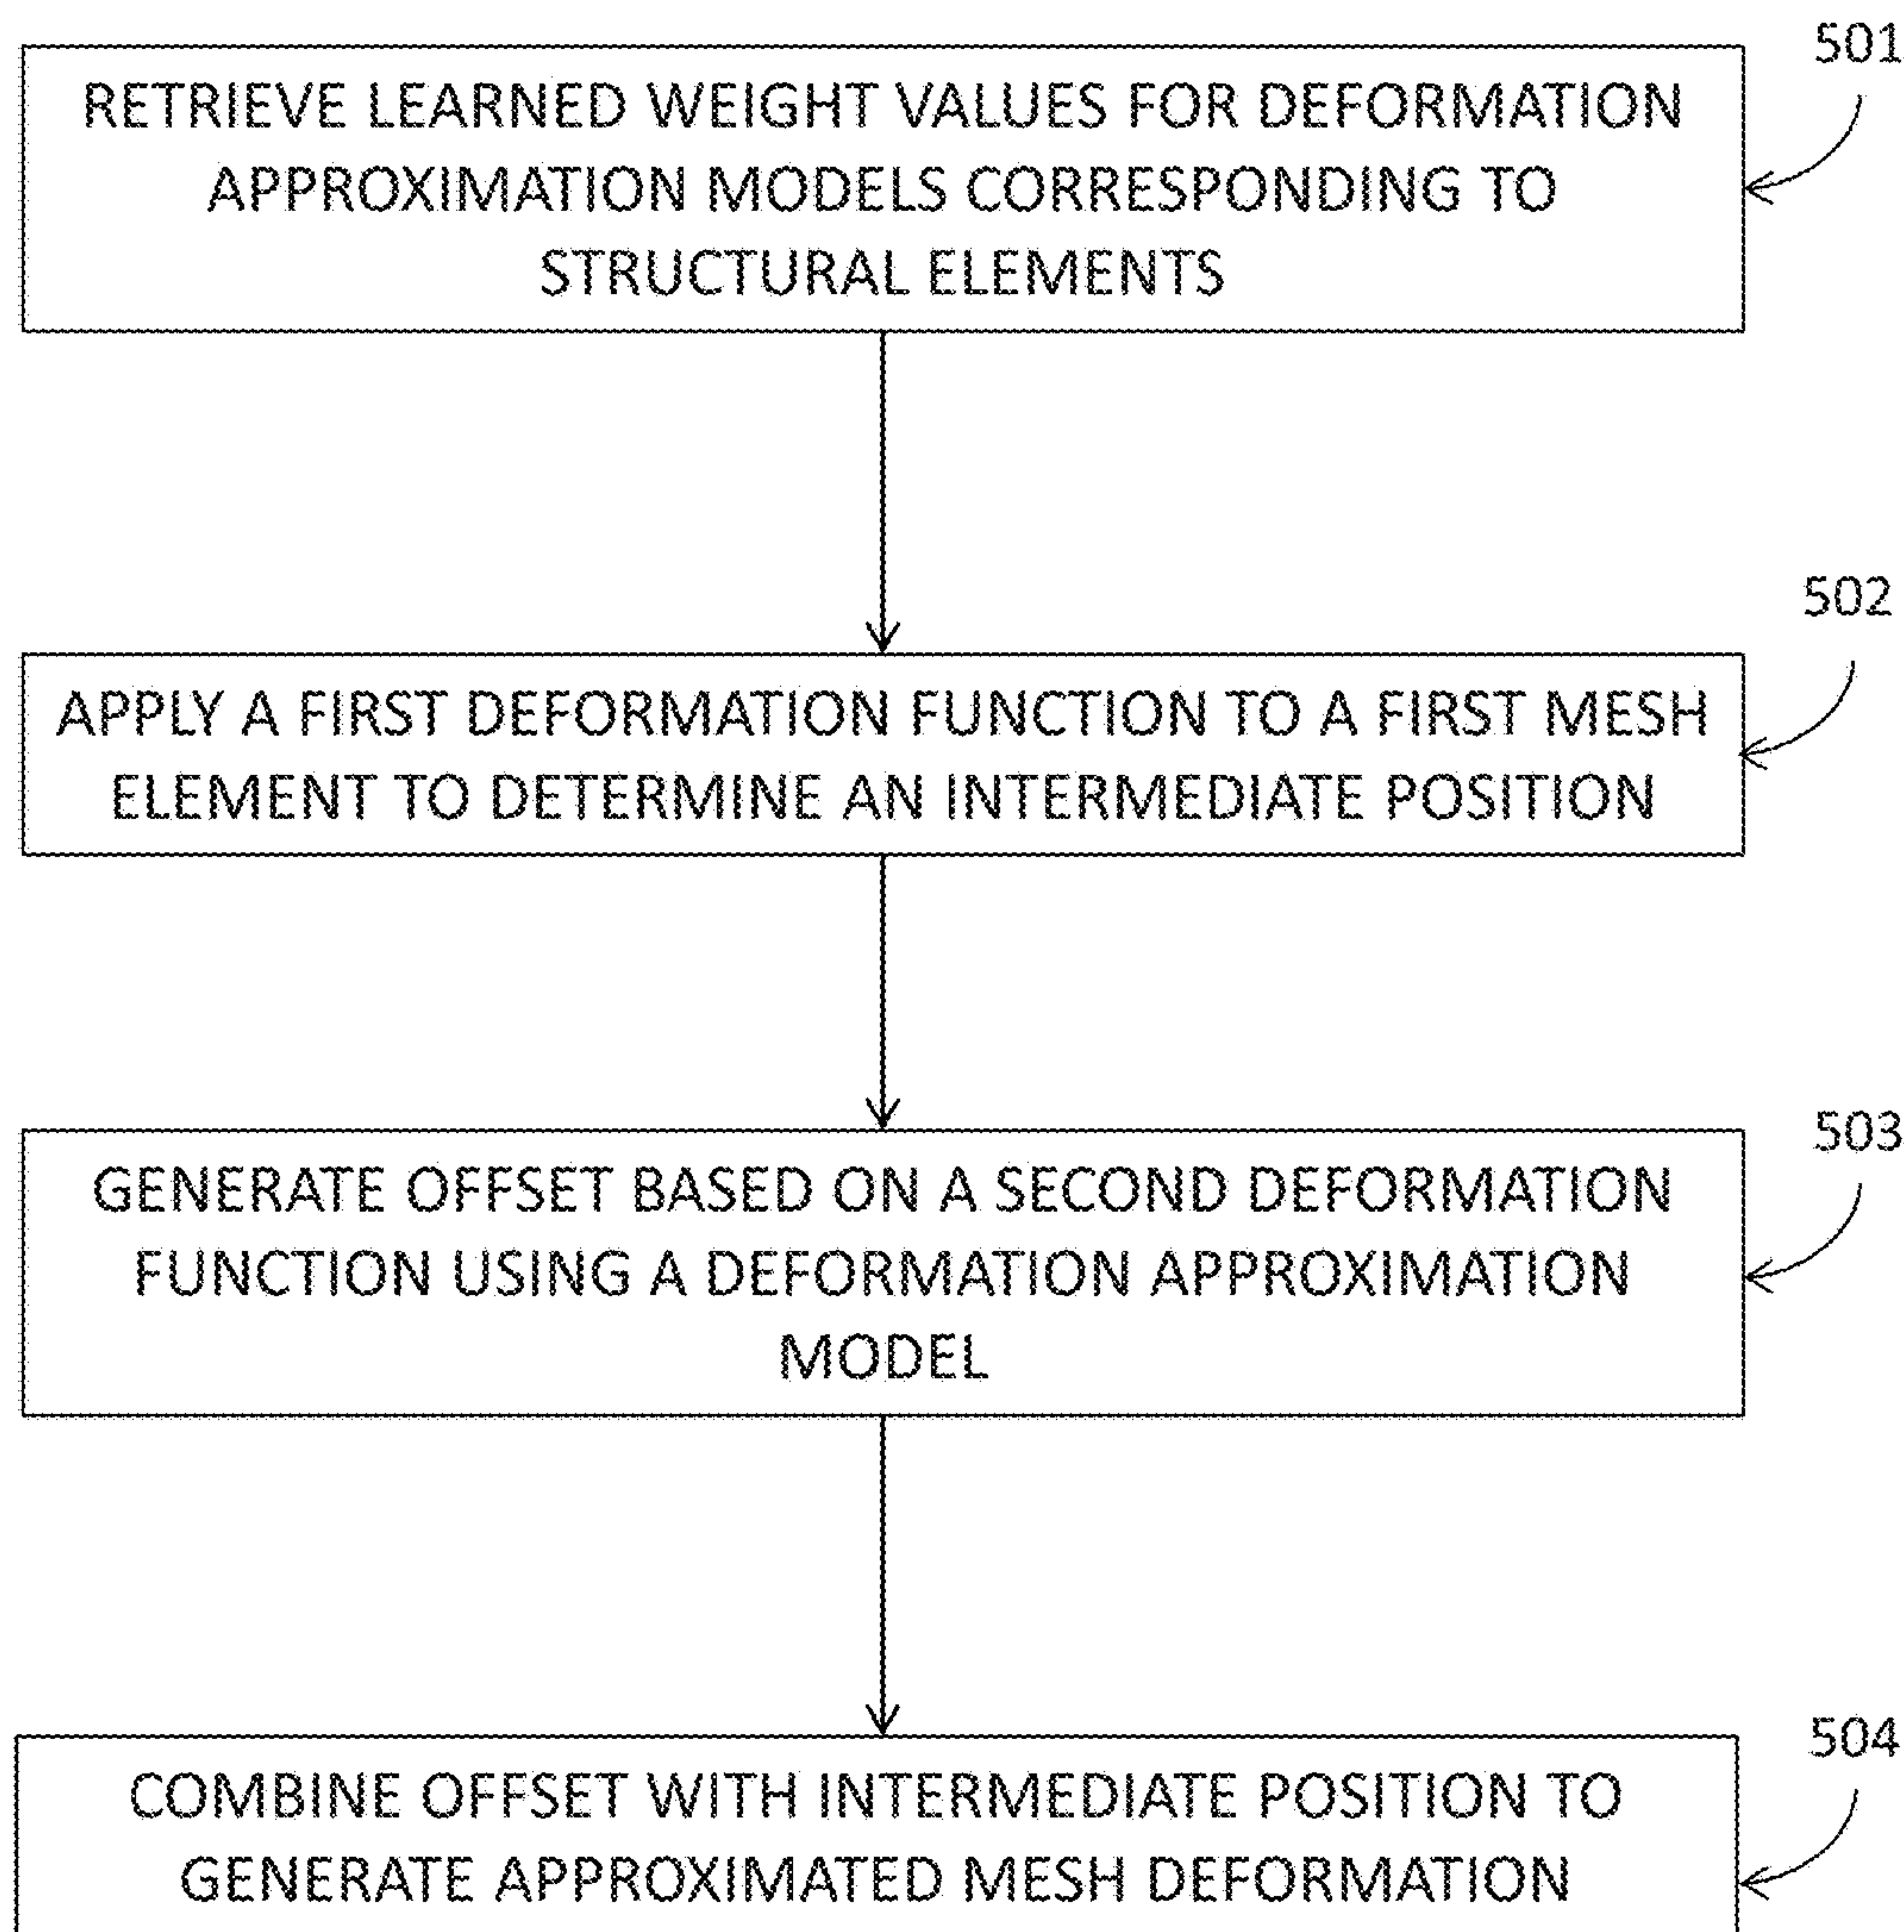 501
RETRIEVE LEARNED WEIGHT VALUES FOR DEFORMATION
APPROXIMATION MODELS CORRESPONDING TO
STRUCTURAL ELEMENTS
502
APPLY A FIRST DEFORMATION FUNCTION TO A FIRST MESH
ELEMENT TO DETERMINE AN INTERMEDIATE POSITION
503
GENERATE OFFSET BASED ON A SECOND DEFORMATION
FUNCTION USING A DEFORMATION APPROXIMATION
MODEL
504
COMBINE OFFSET WITH INTERMEDIATE POSITION TO
GENERATE APPROXIMATED MESH DEFORMATION